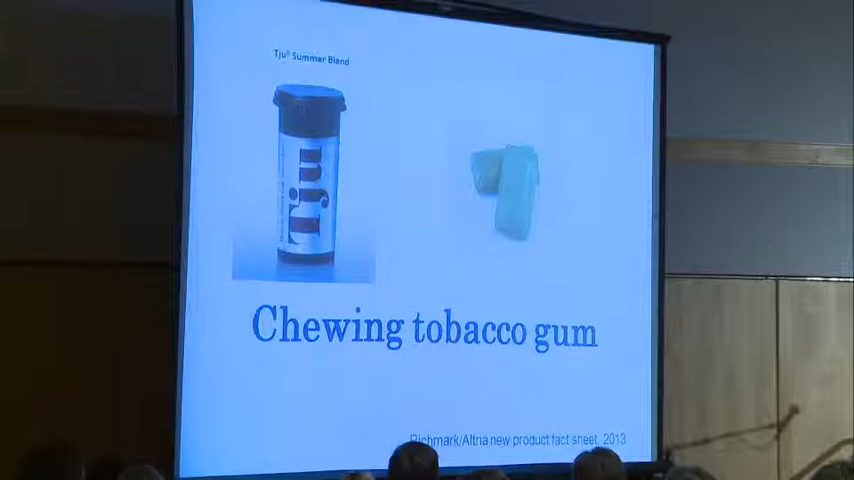 Tju® Summer Blend
Tju
Chewing tobacco gum
Richmark/Altria new product fact sheet. 2013